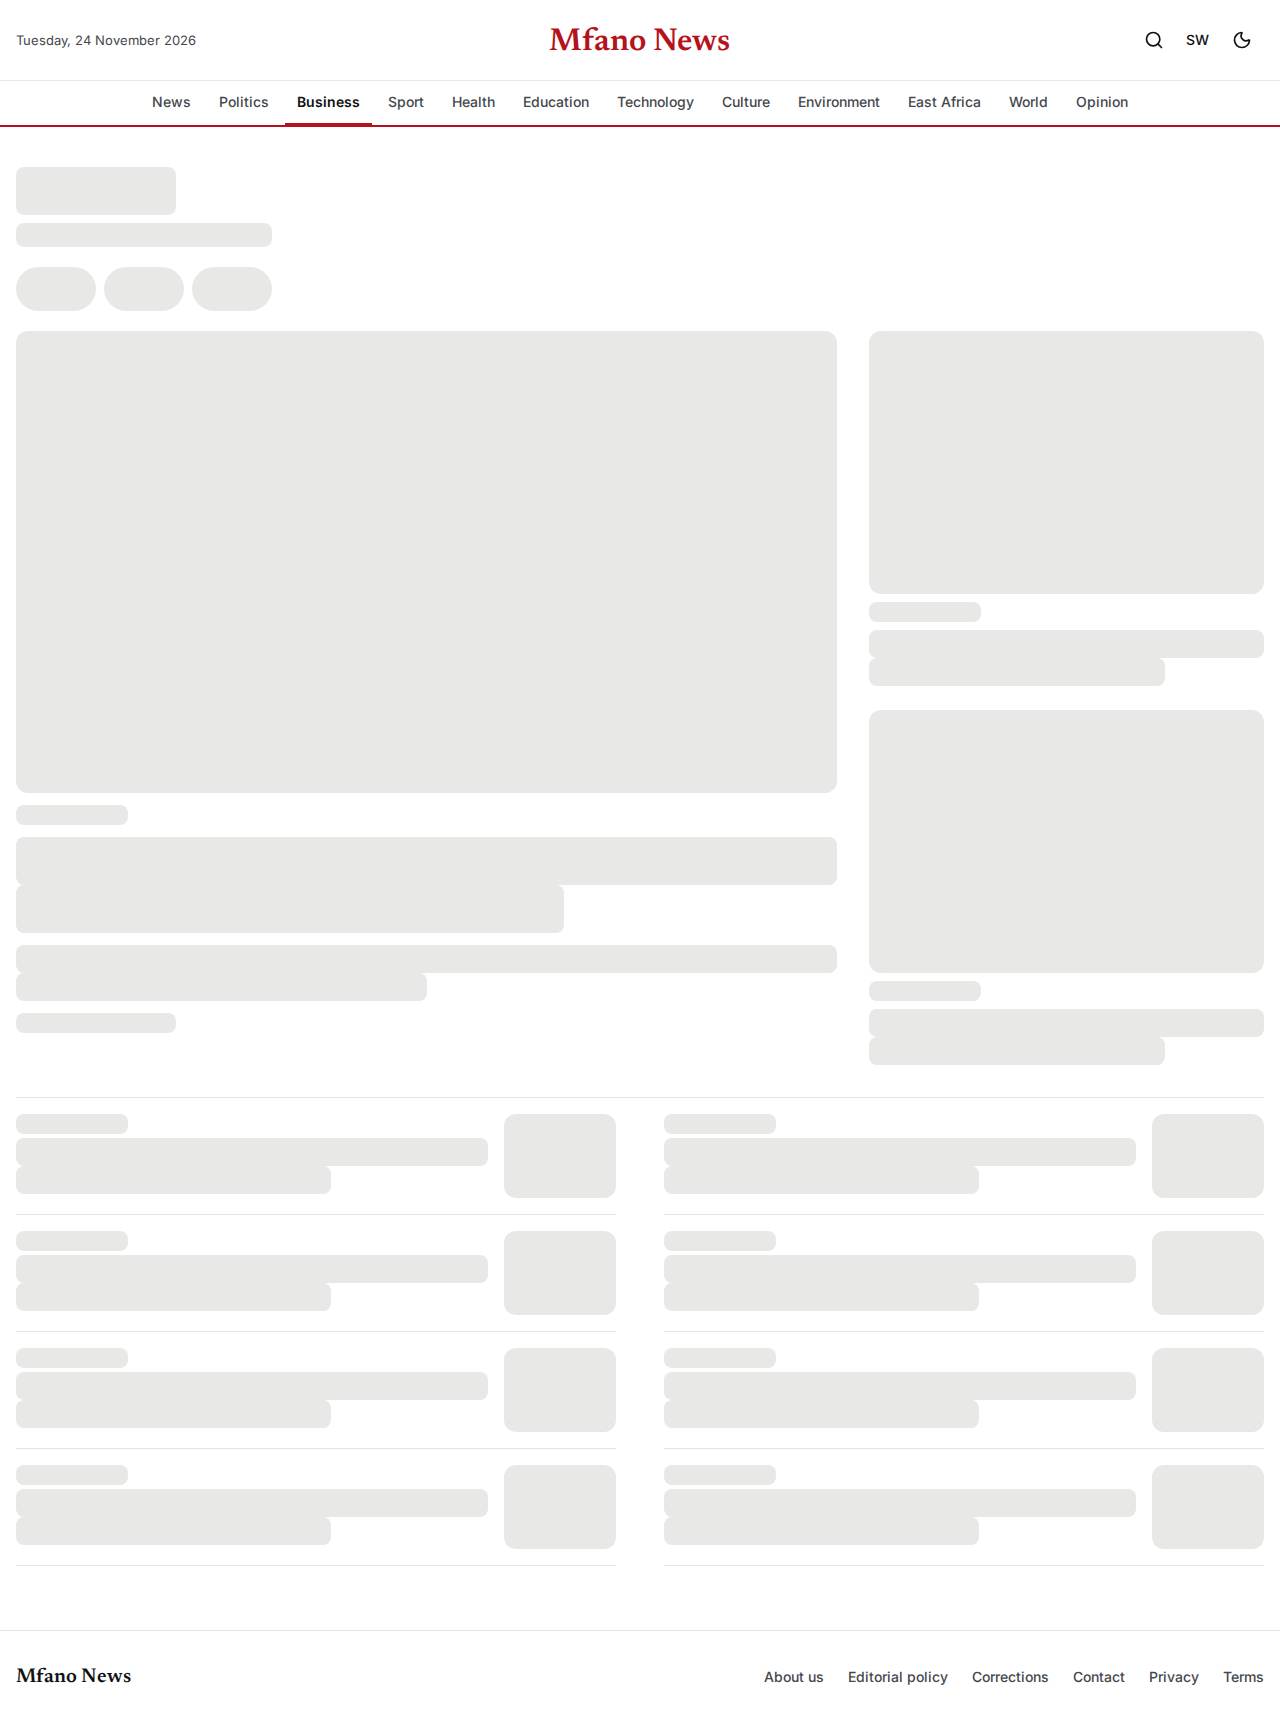 Tuesday, 24 November 2026
Mfano News
SW
News Politics Business Sport Health Education Technology Culture Environment East Africa World Opinion
Mfano News
About us Editorial policy Corrections Contact Privacy Terms